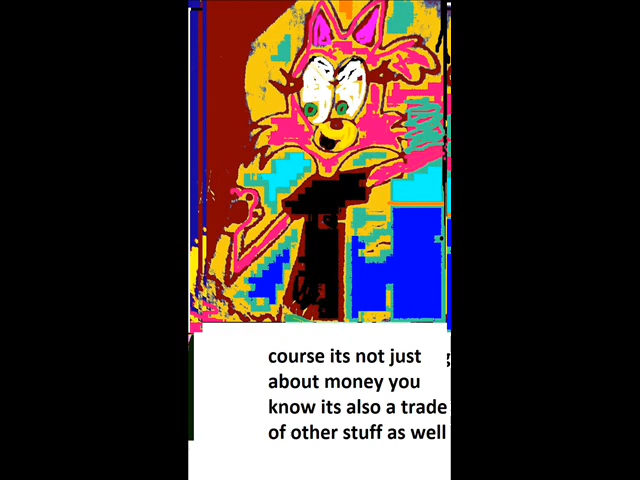 course its not just
about money you
know its also a trade
of other stuff as well